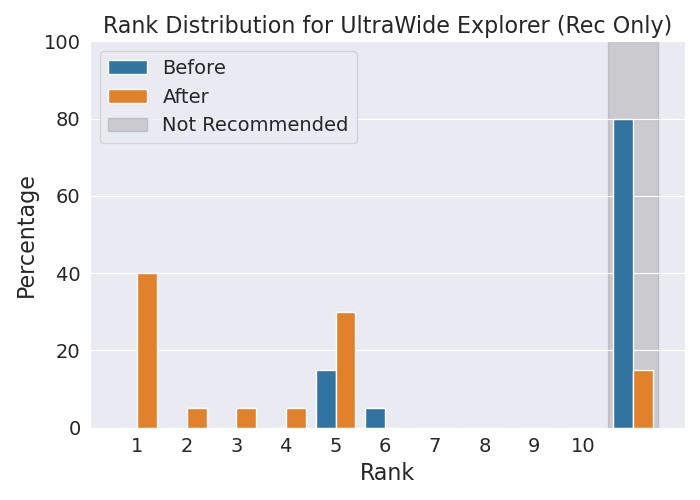 Rank Distribution for UltraWide Explorer (Rec Only)
100
80
60
40
20
0
Percentage
Before
After
Not Recommended
1 2 3 4 5 6 7 8 9 10
Rank